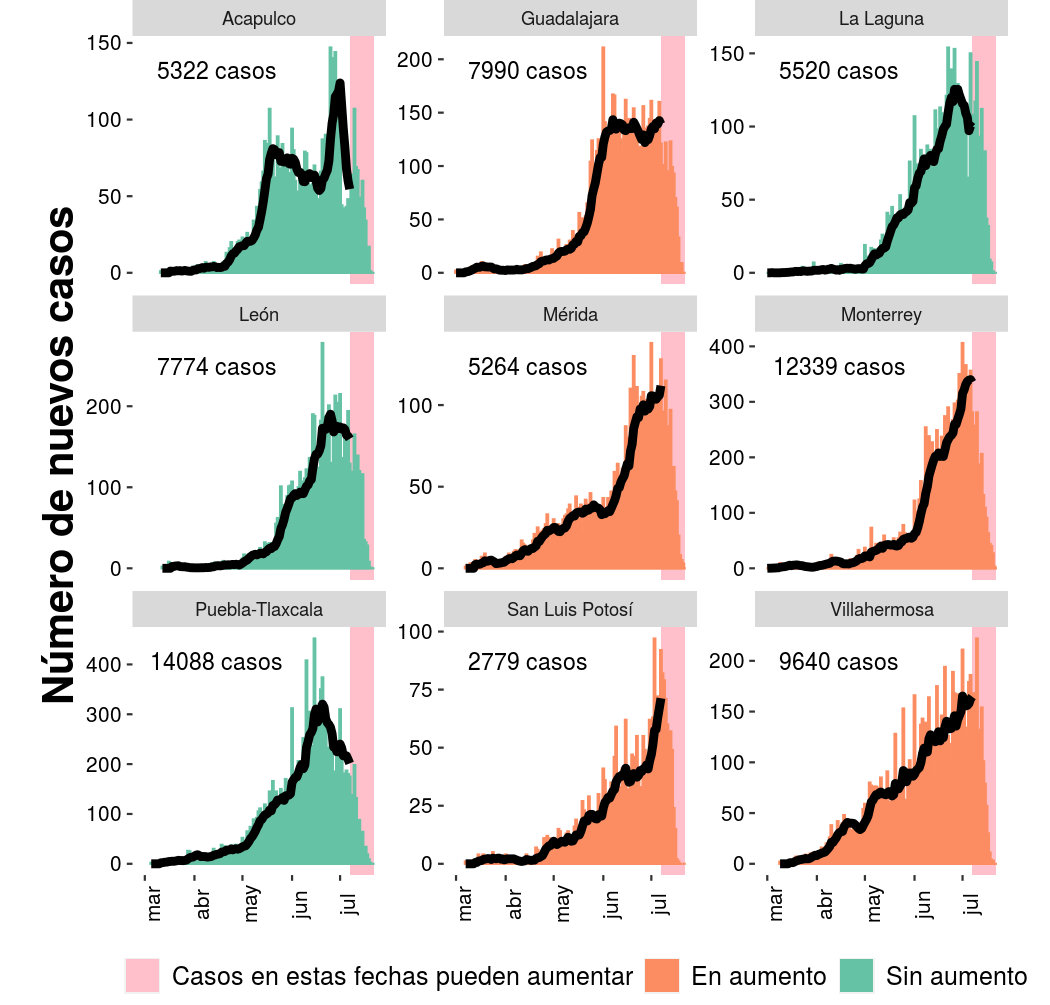 Número de nuevos casos
Acapulco
5322 casos
150
100
50
0
Guadalajara
7990 casos
200
150
100
50
0
La Laguna
5520 casos
150
100
50
0
León
7774 casos
200
100
0
Mérida
5264 casos
100
50
0
Monterrey
12339 casos
400
300
200
100
0
Puebla-Tlaxcala
14088 casos
400
300
200
100
0
San Luis Potosí
2779 casos
100
75
50
25
0
Villahermosa
9640 casos
200
150
100
50
0
mar abr may jun jul
mar abr may jun jul
mar abr may jun jul
Casos en estas fechas pueden aumentar En aumento Sin aumento